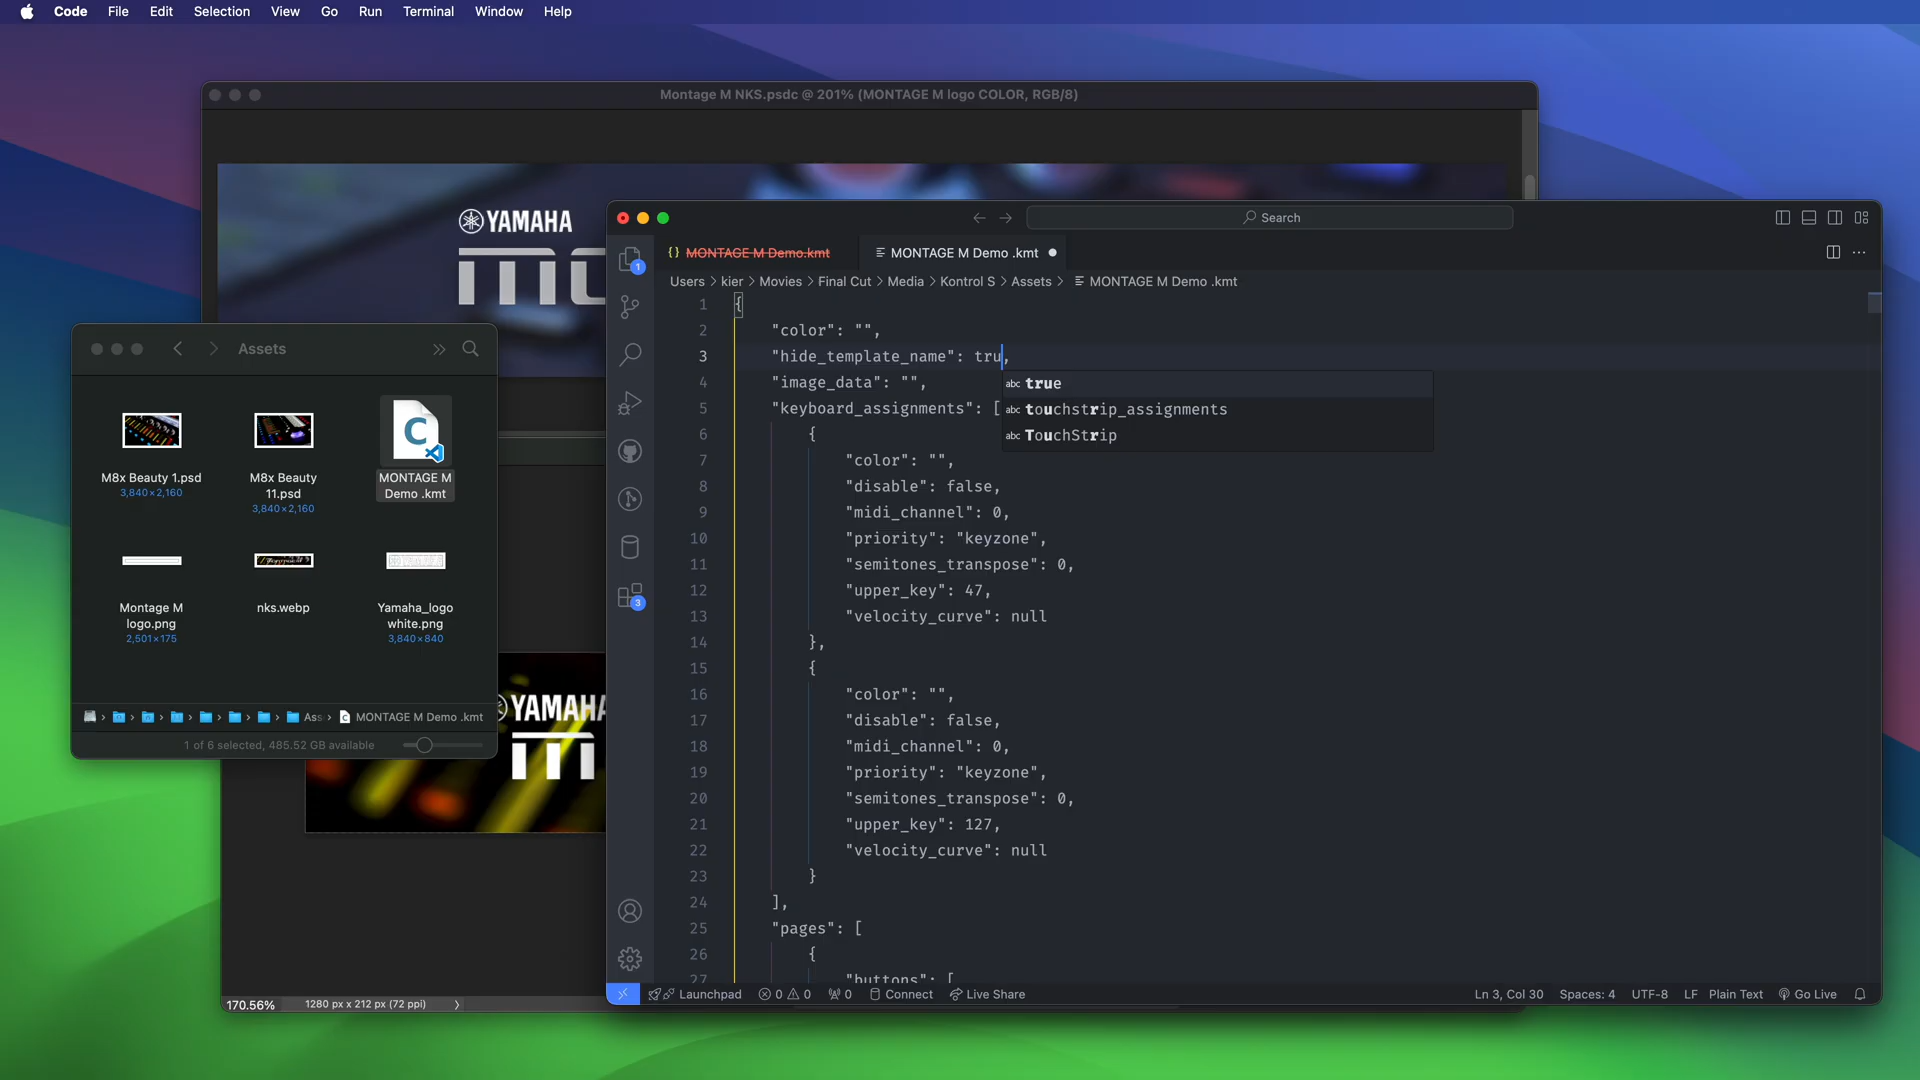 Code File Edit Selection View Go Run Terminal Window Help
Montage M NKS.psdc @ 201% (MONTAGE M logo COLOR, RGB/8)
YAMAHA
Search
MONTAGE M Demo.kmt
MONTAGE M Demo .kmt
Users > kier > Movies > Final Cut > Media > Kontrol S > Assets > MONTAGE M Demo .kmt
1 {
2 "color": "",
3 "hide_template_name": tru,
4 "image_data": "",
5 "keyboard_assignments": [
6 {
7 "color": "",
8 "disable": false,
9 "midi_channel": 0,
10 "priority": "keyzone",
11 "semitones_transpose": 0,
12 "upper_key": 47,
13 "velocity_curve": null
14 },
15 {
16 "color": "",
17 "disable": false,
18 "midi_channel": 0,
19 "priority": "keyzone",
20 "semitones_transpose": 0,
21 "upper_key": 127,
22 "velocity_curve": null
23 }
24 ],
25 "pages": [
26 {
27 "buttons": [
abc true
abc touchstrip_assignments
abc TouchStrip
1
3
Launchpad 0 0 0 Connect Live Share
Ln 3, Col 30 Spaces: 4 UTF-8 LF Plain Text Go Live
Assets
M8x Beauty 1.psd
3,840×2,160
M8x Beauty
11.psd
3,840×2,160
C
MONTAGE M
Demo .kmt
Montage M
logo.png
2,501×175
nks.webp
Yamaha_logo
white.png
3,840×840
Ass > MONTAGE M Demo .kmt
1 of 6 selected, 485.52 GB available
YAMAHA
170.56% 1280 px x 212 px (72 ppi) >